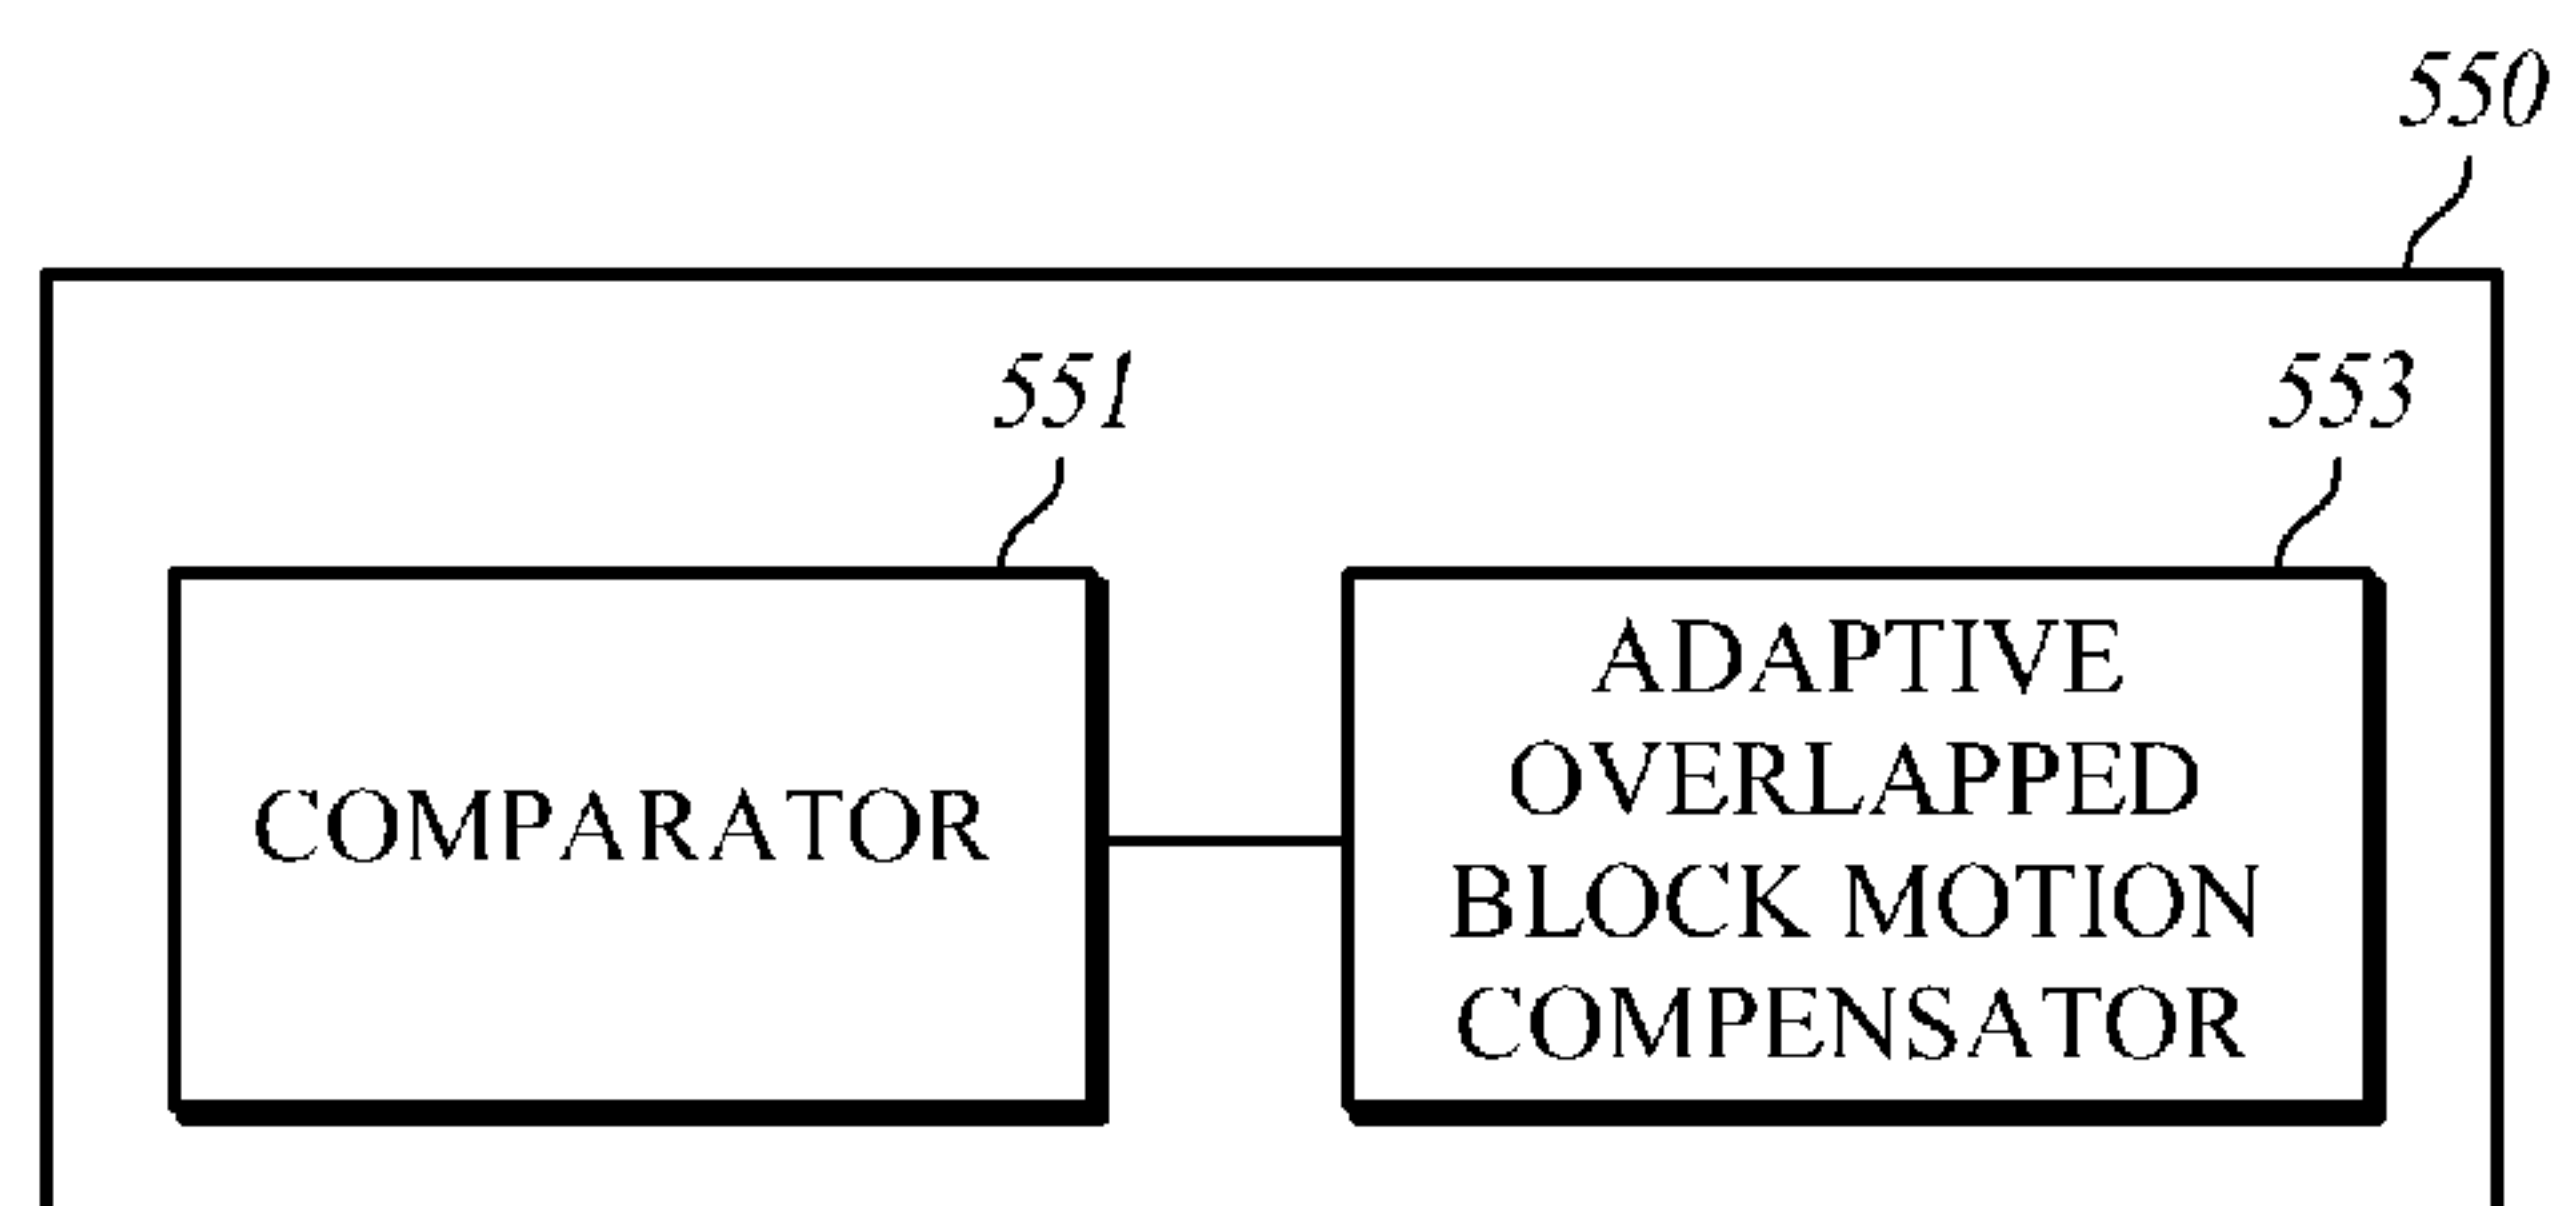 550
551
553
COMPARATOR
ADAPTIVE
OVERLAPPED
BLOCK MOTION
COMPENSATOR